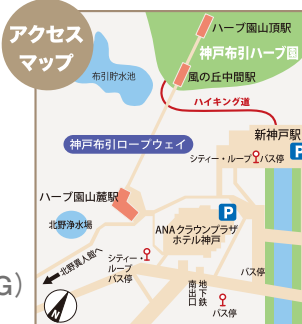 アクセス
マップ
ハーブ園山頂駅
神戸布引ハーブ園
布引貯水池
風の丘中間駅
ハイキング道
新神戸駅
神戸布引ロープウェイ
シティー・ループ バス停
P
ハーブ園山麓駅
P
北野浄水場
ANAクラウンプラザ
ホテル神戸
北野異人館へ
シティー・
ループ
バス停
バス停
地下鉄
南出口
バス停
G)
N